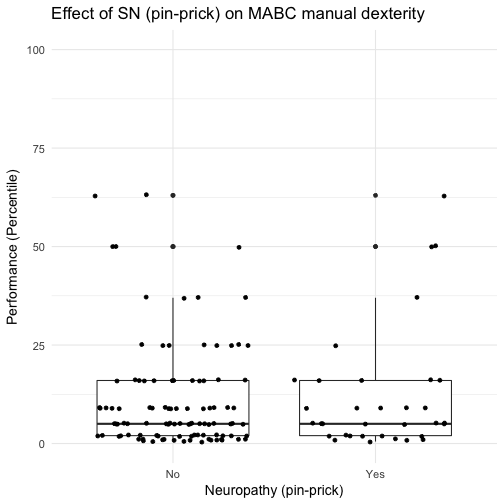 Effect of SN (pin-prick) on MABC manual dexterity
100
75
50
25
0
Performance (Percentile)
No Yes
Neuropathy (pin-prick)